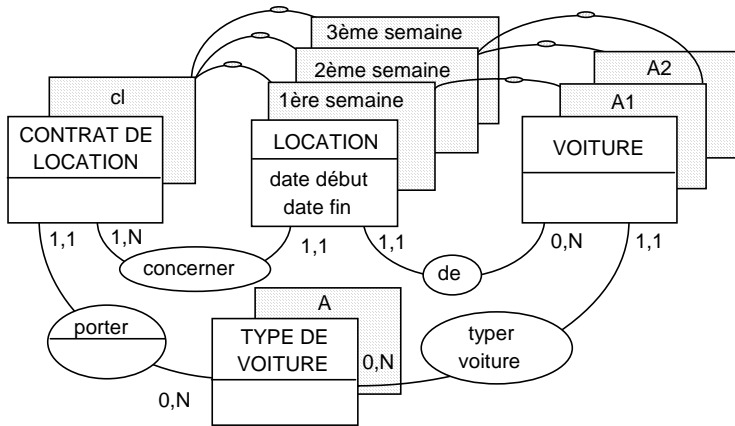 3ème semaine
2ème semaine
A2
cl
1ère semaine
A1
CONTRAT DE
LOCATION
LOCATION
VOITURE
date début
date fin
1,1
1,N
1,1
1,1
0,N
1,1
concerner
de
A
porter
TYPE DE
VOITURE
0,N
typer
voiture
0,N